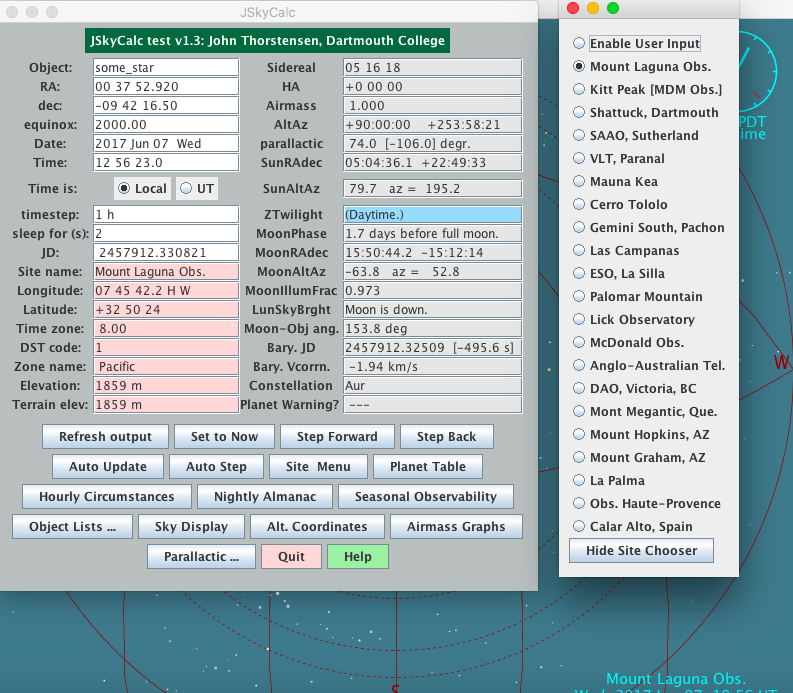 JSkyCalc
JSkyCalc test v1.3: John Thorstensen, Dartmouth College
Object: some_star Sidereal 05 16 18
RA: 00 37 52.920 HA +0 00 00
dec: -09 42 16.50 Airmass 1.000
equinox: 2000.00 AltAz +90:00:00 +253:58:21
Date: 2017 Jun 07 Wed parallactic 74.0 [-106.0] degr.
Time: 12 56 23.0 SunRAdec 05:04:36.1 +22:49:33
Time is: Local UT SunAltAz 79.7 az = 195.2
timestep: 1 h ZTwilight (Daytime.)
sleep for (s): 2 MoonPhase 1.7 days before full moon.
JD: 2457912.330821 MoonRAdec 15:50:44.2 -15:12:14
Site name: Mount Laguna Obs. MoonAltAz -63.8 az = 52.8
Longitude: 07 45 42.2 H W MoonIllumFrac 0.973
Latitude: +32 50 24 LunSkyBrght Moon is down.
Time zone: 8.00 Moon-Obj ang. 153.8 deg
DST code: 1 Bary. JD 2457912.32509 [-495.6 s]
Zone name: Pacific Bary. Vcorrn. -1.94 km/s
Elevation: 1859 m Constellation Aur
Terrain elev: 1859 m Planet Warning? ---
Refresh output Set to Now Step Forward Step Back
Auto Update Auto Step Site Menu Planet Table
Hourly Circumstances Nightly Almanac Seasonal Observability
Object Lists ... Sky Display Alt. Coordinates Airmass Graphs
Parallactic ... Quit Help
Enable User Input
Mount Laguna Obs.
Kitt Peak [MDM Obs.]
Shattuck, Dartmouth
SAAO, Sutherland
VLT, Paranal
Mauna Kea
Cerro Tololo
Gemini South, Pachon
Las Campanas
ESO, La Silla
Palomar Mountain
Lick Observatory
McDonald Obs.
Anglo-Australian Tel.
DAO, Victoria, BC
Mont Megantic, Que.
Mount Hopkins, AZ
Mount Graham, AZ
La Palma
Obs. Haute-Provence
Calar Alto, Spain
Hide Site Chooser
PDT
ime
W
S
Mount Laguna Obs.